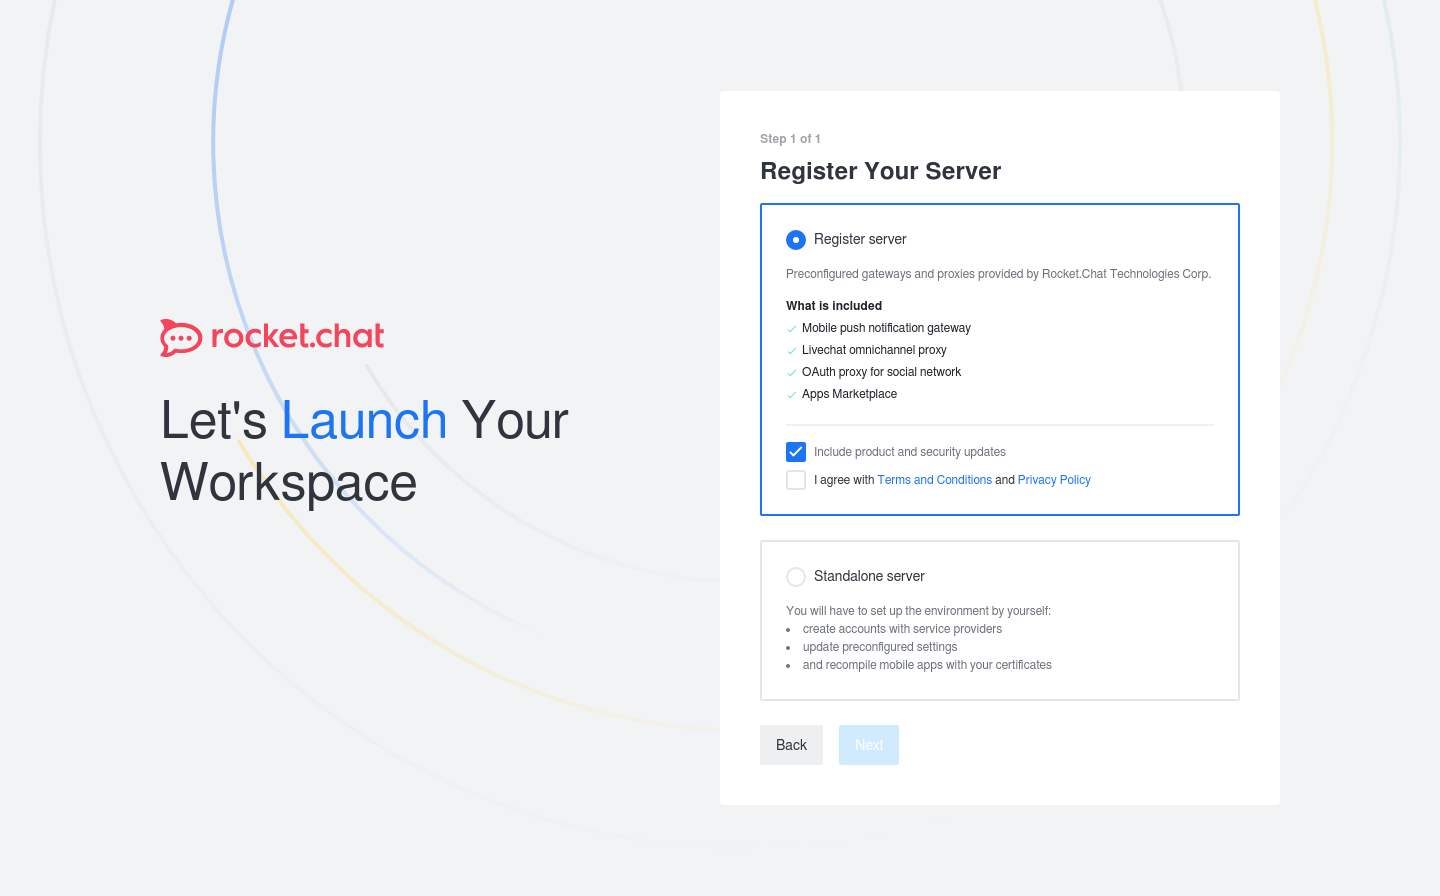 rocket.chat
Let's Launch Your
Workspace
Step 1 of 1
Register Your Server
Register server
Preconfigured gateways and proxies provided by Rocket.Chat Technologies Corp.
What is included
Mobile push notification gateway
Livechat omnichannel proxy
OAuth proxy for social network
Apps Marketplace
Include product and security updates
I agree with Terms and Conditions and Privacy Policy
Standalone server
You will have to set up the environment by yourself:
• create accounts with service providers
• update preconfigured settings
• and recompile mobile apps with your certificates
Back Next